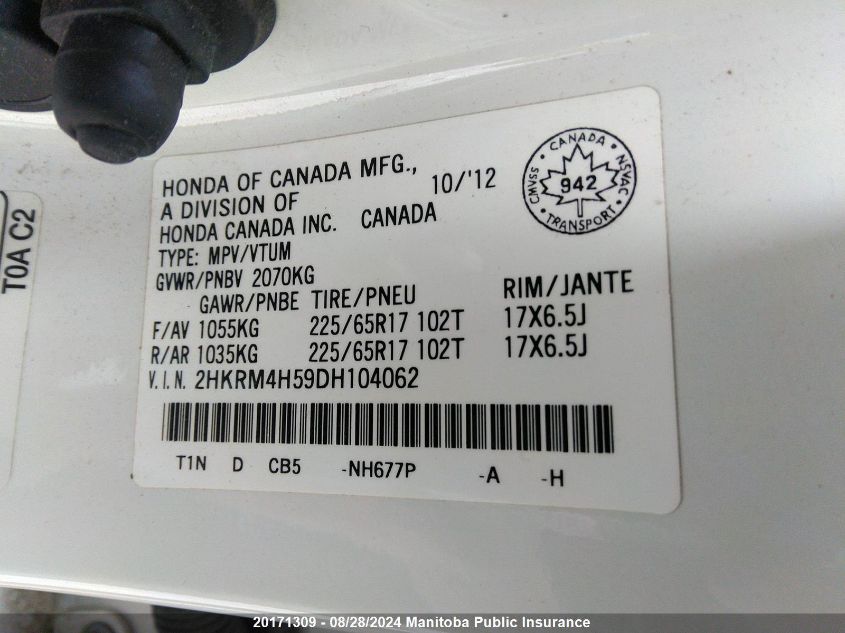 HONDA OF CANADA MFG.,
A DIVISION OF
HONDA CANADA INC. CANADA
10/'12
CANADA
CMVSS
942
NSVAC
TRANSPORT
TYPE: MPV/VTUM
GVWR/PNBV 2070KG
GAWR/PNBE TIRE/PNEU RIM/JANTE
F/AV 1055KG 225/65R17 102T 17X6.5J
R/AR 1035KG 225/65R17 102T 17X6.5J
V.I.N. 2HKRM4H59DH104062
T1N D CB5 -NH677P -A -H
T0A C2
20171309 - 08/28/2024 Manitoba Public Insurance